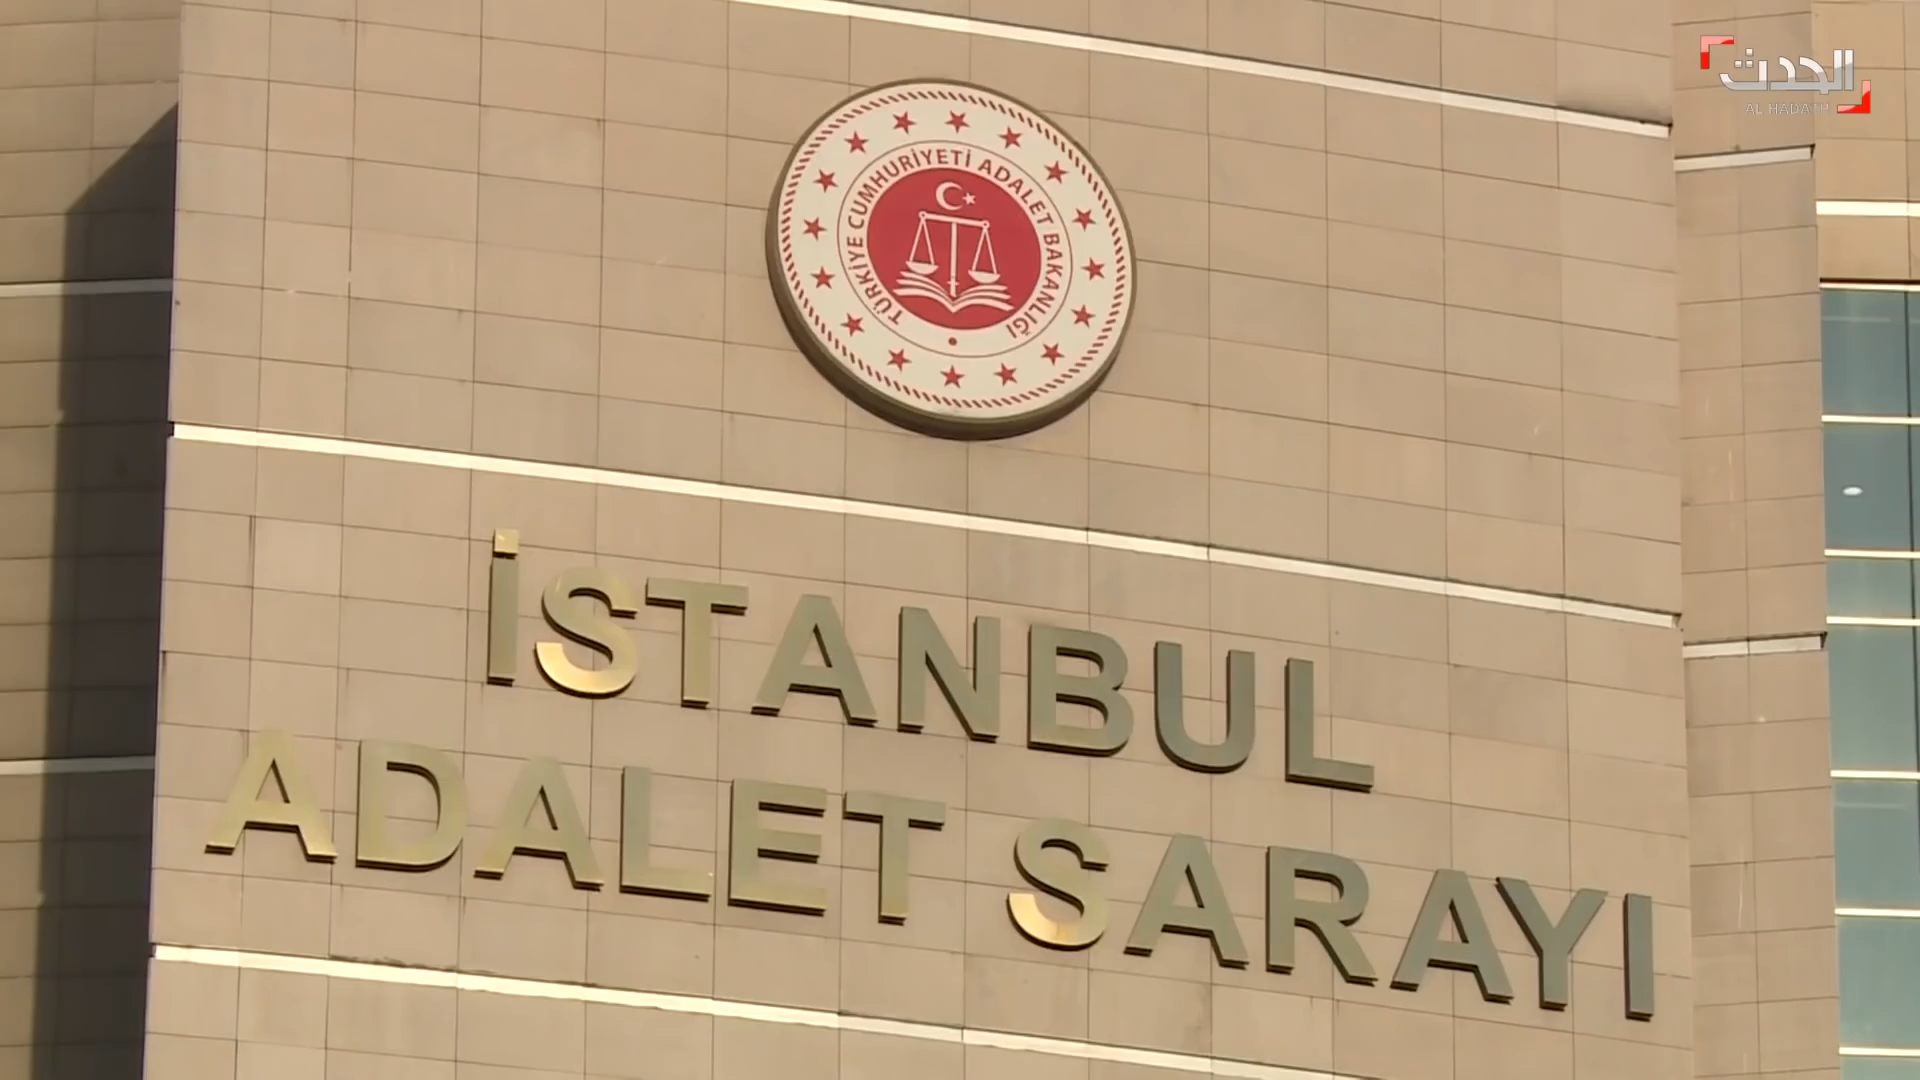 الحدث
AL HADATH
TÜRKİYE CUMHURİYETİ ADALET BAKANLIĞI
İSTANBUL
ADALET SARAYI